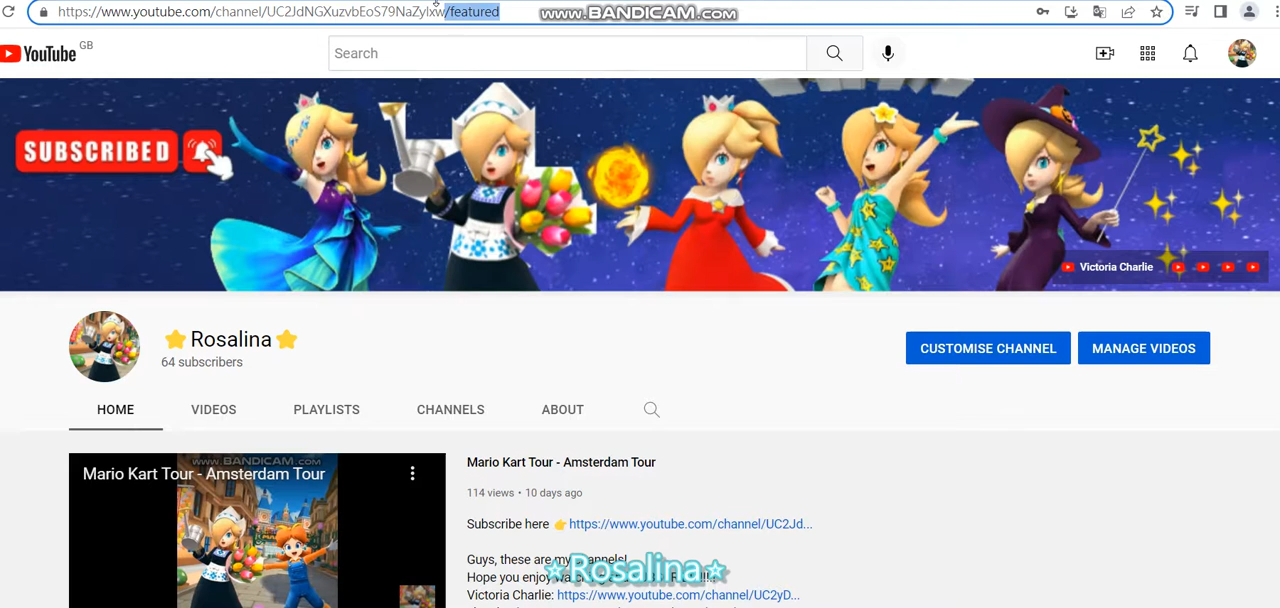 https://www.youtube.com/channel/UC2JdNGXuzvbEoS79NaZylxw/featured
www.BANDICAM.com
YouTube GB
Search
SUBSCRIBED
Victoria Charlie
⭐ Rosalina ⭐
64 subscribers
CUSTOMISE CHANNEL
MANAGE VIDEOS
HOME VIDEOS PLAYLISTS CHANNELS ABOUT
www.BANDICAM.com
Mario Kart Tour - Amsterdam Tour
Mario Kart Tour - Amsterdam Tour
114 views • 10 days ago
Subscribe here 👉 https://www.youtube.com/channel/UC2Jd...
Guys, these are my channels!
Hope you enjoy
☆Rosalina☆
Victoria Charlie: https://www.youtube.com/channel/UC2yD...